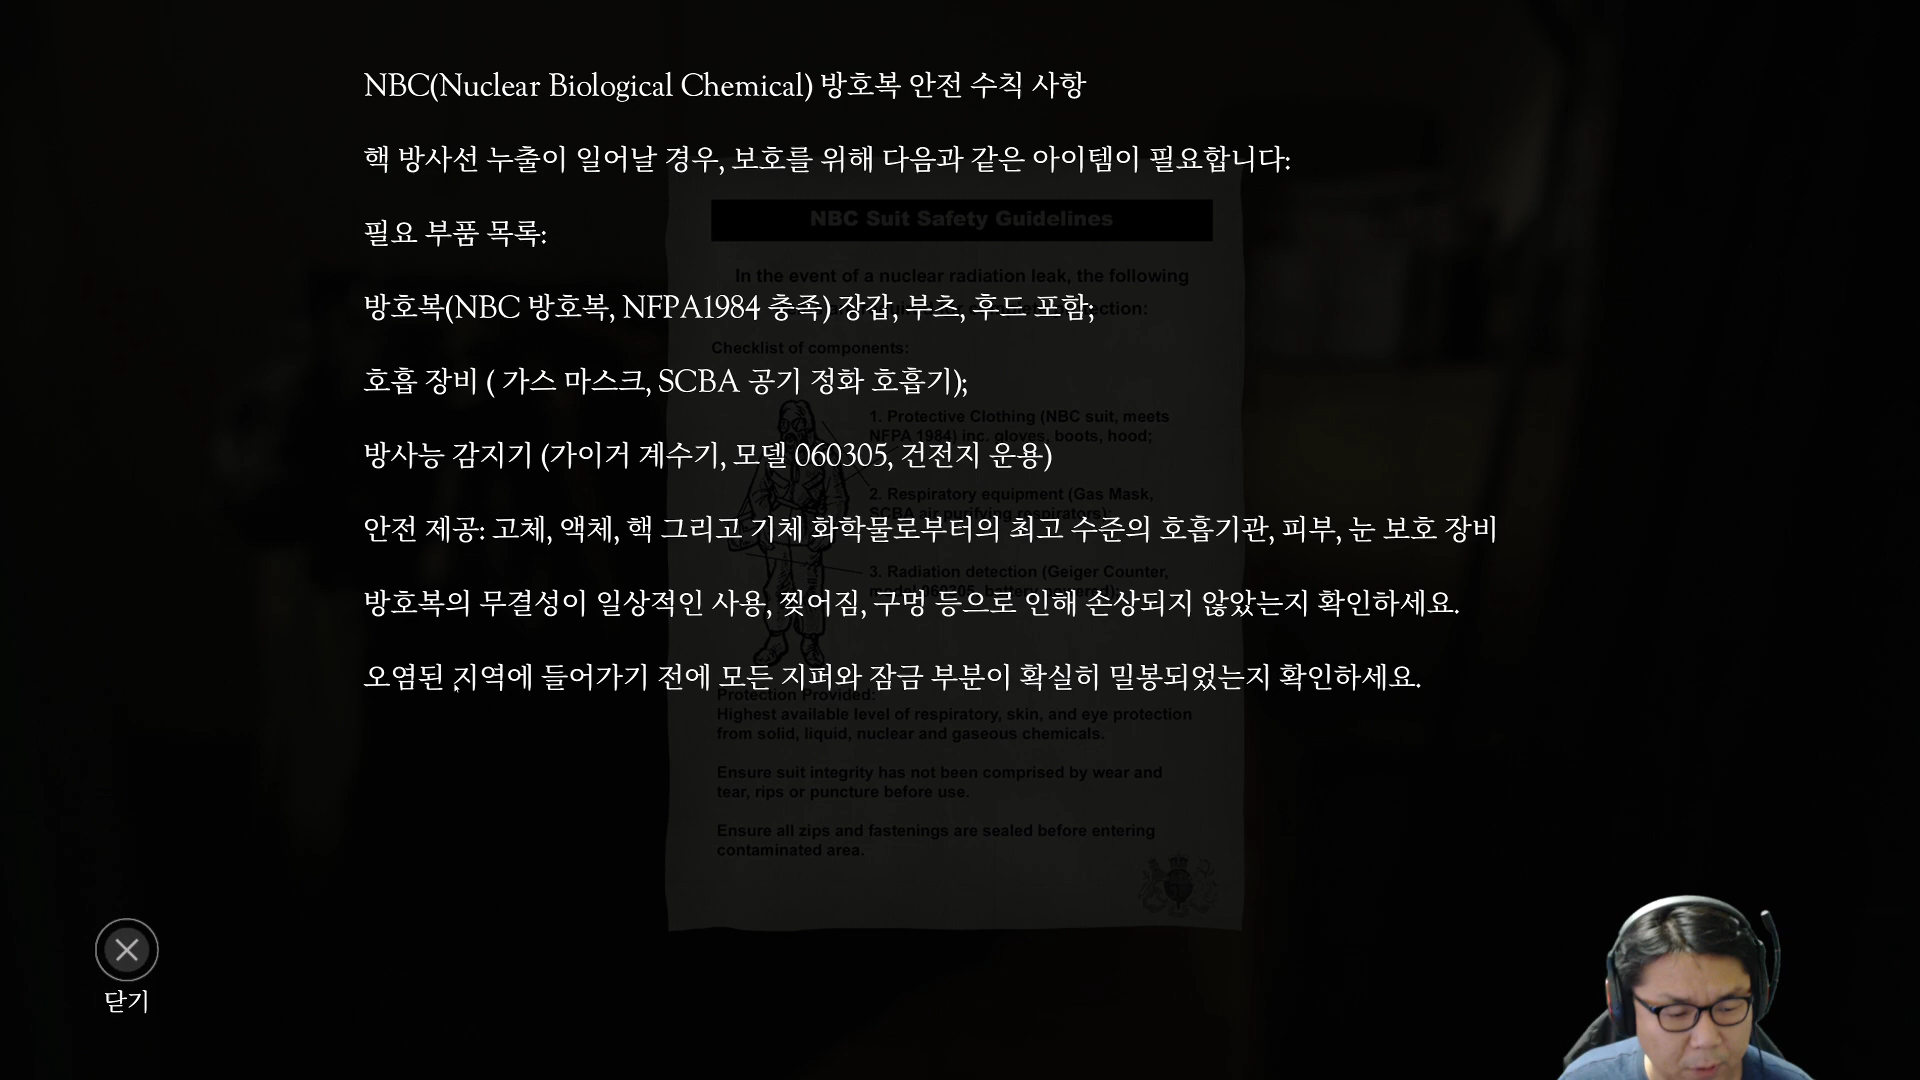 NBC(Nuclear Biological Chemical) 방호복 안전 수칙 사항
핵 방사선 누출이 일어날 경우, 보호를 위해 다음과 같은 아이템이 필요합니다:
필요 부품 목록:
방호복(NBC 방호복, NFPA1984 충족) 장갑, 부츠, 후드 포함;
호흡 장비 ( 가스 마스크, SCBA 공기 정화 호흡기);
방사능 감지기 (가이거 계수기, 모델 060305, 건전지 운용)
안전 제공: 고체, 액체, 핵 그리고 기체 화학물로부터의 최고 수준의 호흡기관, 피부, 눈 보호 장비
방호복의 무결성이 일상적인 사용, 찢어짐, 구멍 등으로 인해 손상되지 않았는지 확인하세요.
오염된 지역에 들어가기 전에 모든 지퍼와 잠금 부분이 확실히 밀봉되었는지 확인하세요.
NBC Suit Safety Guidelines
In the event of a nuclear radiation leak, the following
Checklist of components:
1. Protective Clothing (NBC suit, meets
NFPA 1984) inc. gloves, boots, hood;
2. Respiratory equipment (Gas Mask,
SCBA air purifying respirators);
3. Radiation detection (Geiger Counter,
Protection Provided:
Highest available level of respiratory, skin, and eye protection
from solid, liquid, nuclear and gaseous chemicals.
Ensure suit integrity has not been comprised by wear and
tear, rips or puncture before use.
Ensure all zips and fastenings are sealed before entering
contaminated area.
닫기